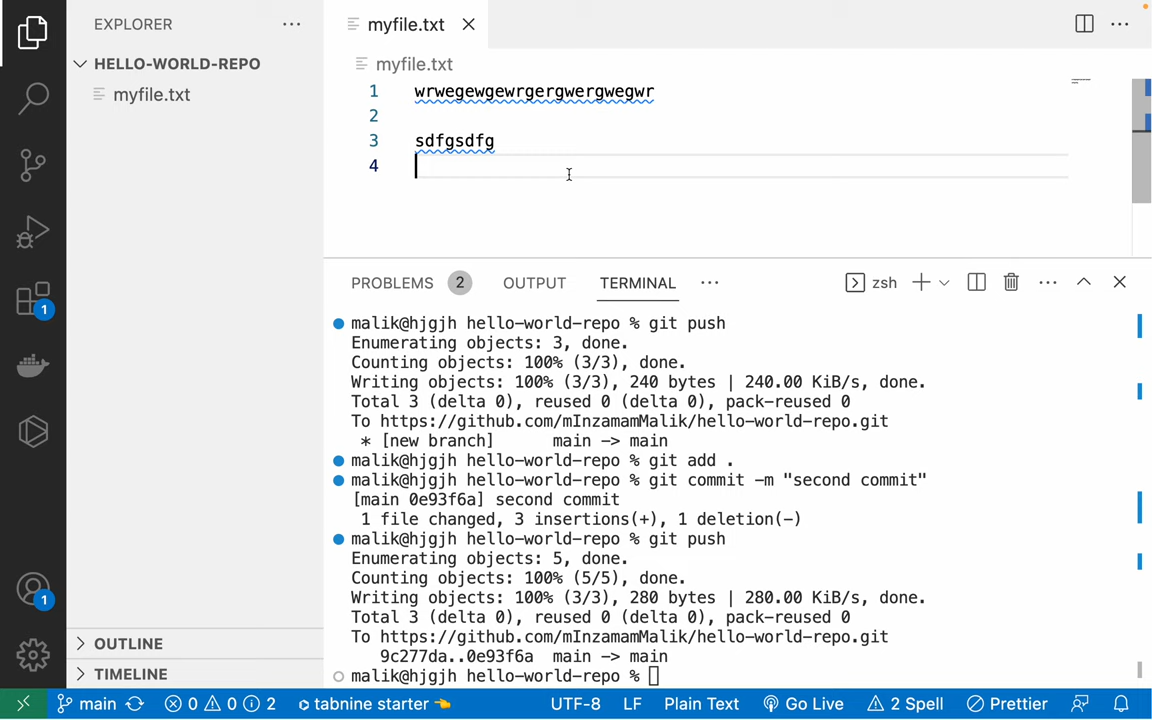 EXPLORER
HELLO-WORLD-REPO
myfile.txt
OUTLINE
TIMELINE
myfile.txt
myfile.txt
1 wrwegewgewrgergwergwegwr
2
3 sdfgsdfg
4
PROBLEMS 2 OUTPUT TERMINAL zsh
malik@hjgjh hello-world-repo % git push
Enumerating objects: 3, done.
Counting objects: 100% (3/3), done.
Writing objects: 100% (3/3), 240 bytes | 240.00 KiB/s, done.
Total 3 (delta 0), reused 0 (delta 0), pack-reused 0
To https://github.com/mInzamamMalik/hello-world-repo.git
* [new branch] main -> main
malik@hjgjh hello-world-repo % git add .
malik@hjgjh hello-world-repo % git commit -m "second commit"
[main 0e93f6a] second commit
1 file changed, 3 insertions(+), 1 deletion(-)
malik@hjgjh hello-world-repo % git push
Enumerating objects: 5, done.
Counting objects: 100% (5/5), done.
Writing objects: 100% (3/3), 280 bytes | 280.00 KiB/s, done.
Total 3 (delta 0), reused 0 (delta 0), pack-reused 0
To https://github.com/mInzamamMalik/hello-world-repo.git
9c277da..0e93f6a main -> main
malik@hjgjh hello-world-repo %
1
1
main 0 0 2 tabnine starter UTF-8 LF Plain Text Go Live 2 Spell Prettier